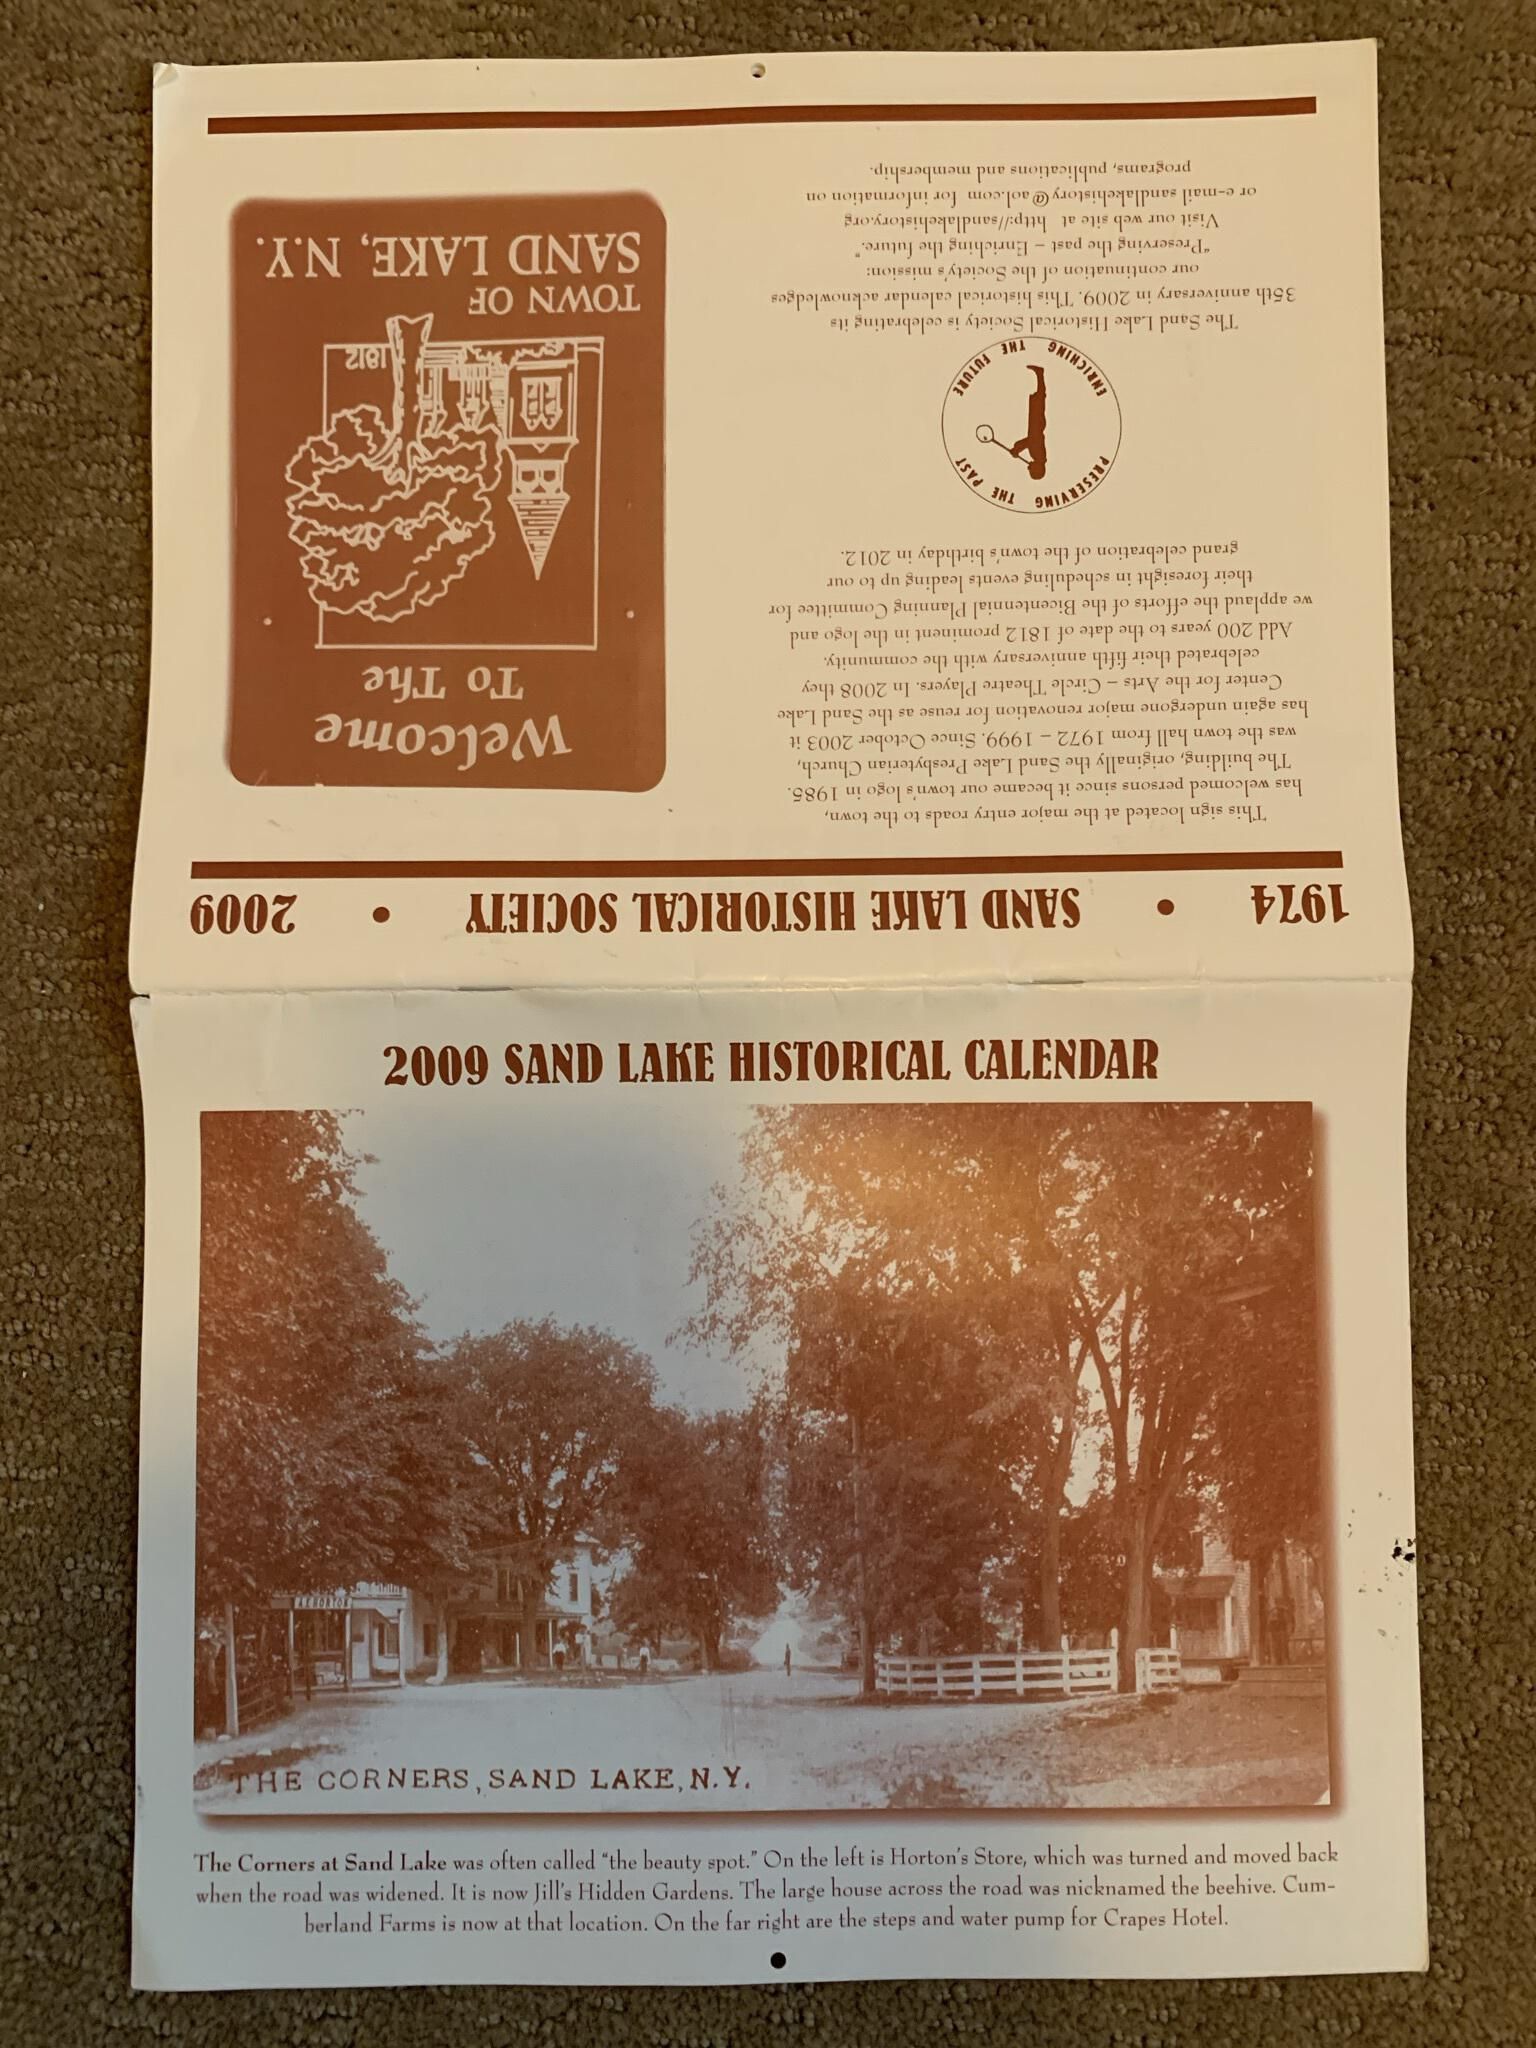 2009 SAND LAKE HISTORICAL CALENDAR
A.E. HORTON
THE CORNERS, SAND LAKE, N.Y.
The Corners at Sand Lake was often called “the beauty spot.” On the left is Horton's Store, which was turned and moved back
when the road was widened. It is now Jill's Hidden Gardens. The large house across the road was nicknamed the beehive. Cum-
berland Farms is now at that location. On the far right are the steps and water pump for Crapes Hotel.
1974 • SAND LAKE HISTORICAL SOCIETY • 2009
This sign located at the major entry roads to the town,
has welcomed persons since it became our town's logo in 1985.
The building, originally the Sand Lake Presbyterian Church,
was the town hall from 1972 – 1999. Since October 2003 it
has again undergone major renovation for reuse as the Sand Lake
Center for the Arts – Circle Theatre Players. In 2008 they
celebrated their fifth anniversary with the community.
Add 200 years to the date of 1812 prominent in the logo and
we applaud the efforts of the Bicentennial Planning Committee for
their foresight in scheduling events leading up to our
grand celebration of the town's birthday in 2012.
PRESERVING THE PAST
ENRICHING THE FUTURE
The Sand Lake Historical Society is celebrating its
35th anniversary in 2009. This historical calendar acknowledges
our continuation of the Society's mission:
“Preserving the past – Enriching the future.”
Visit our web site at http://sandlakehistory.org
or e-mail sandlakehistory@aol.com for information on
programs, publications and membership.
Welcome
To The
1812
TOWN OF
SAND LAKE, N.Y.